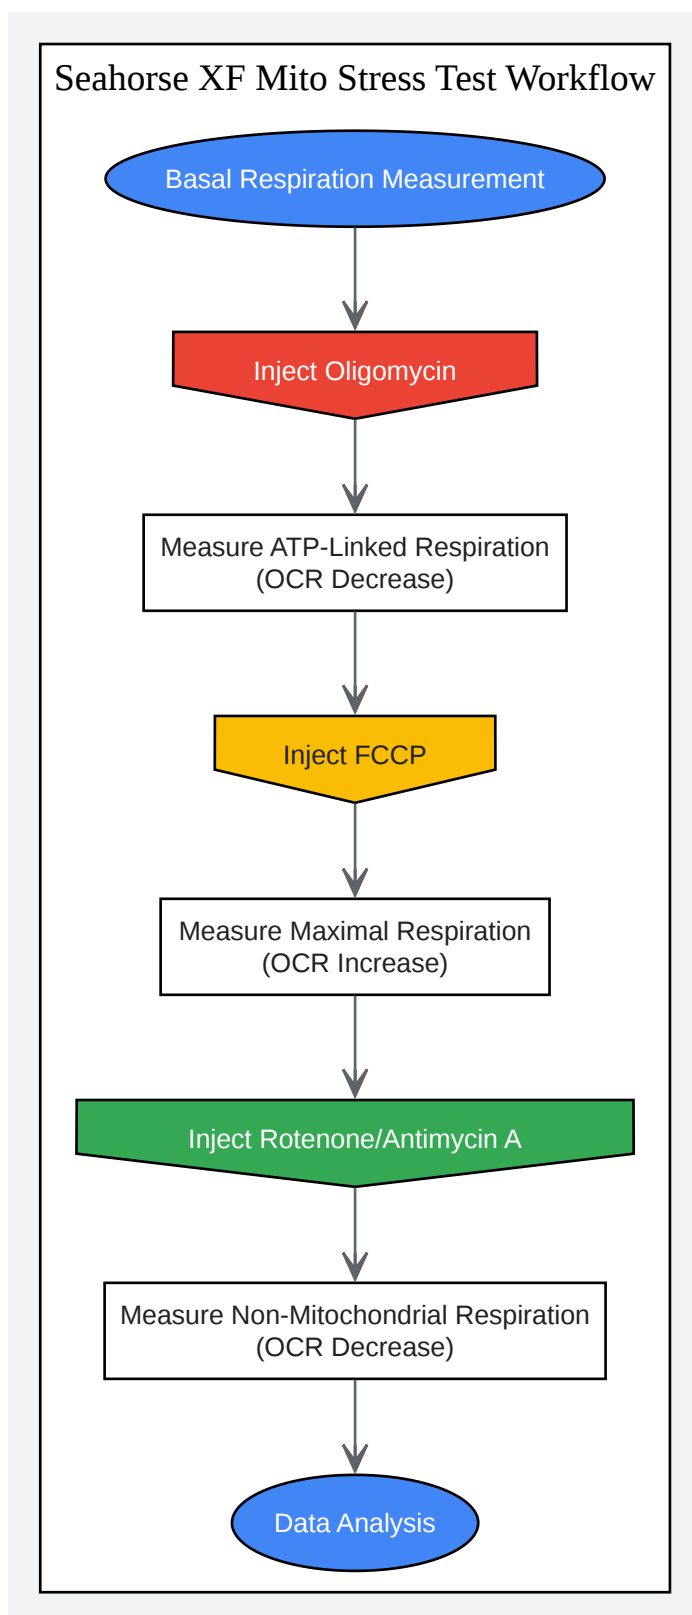 Seahorse XF Mito Stress Test Workflow
Basal Respiration Measurement
Inject Oligomycin
Measure ATP-Linked Respiration
(OCR Decrease)
Inject FCCP
Measure Maximal Respiration
(OCR Increase)
Inject Rotenone/Antimycin A
Measure Non-Mitochondrial Respiration
(OCR Decrease)
Data Analysis